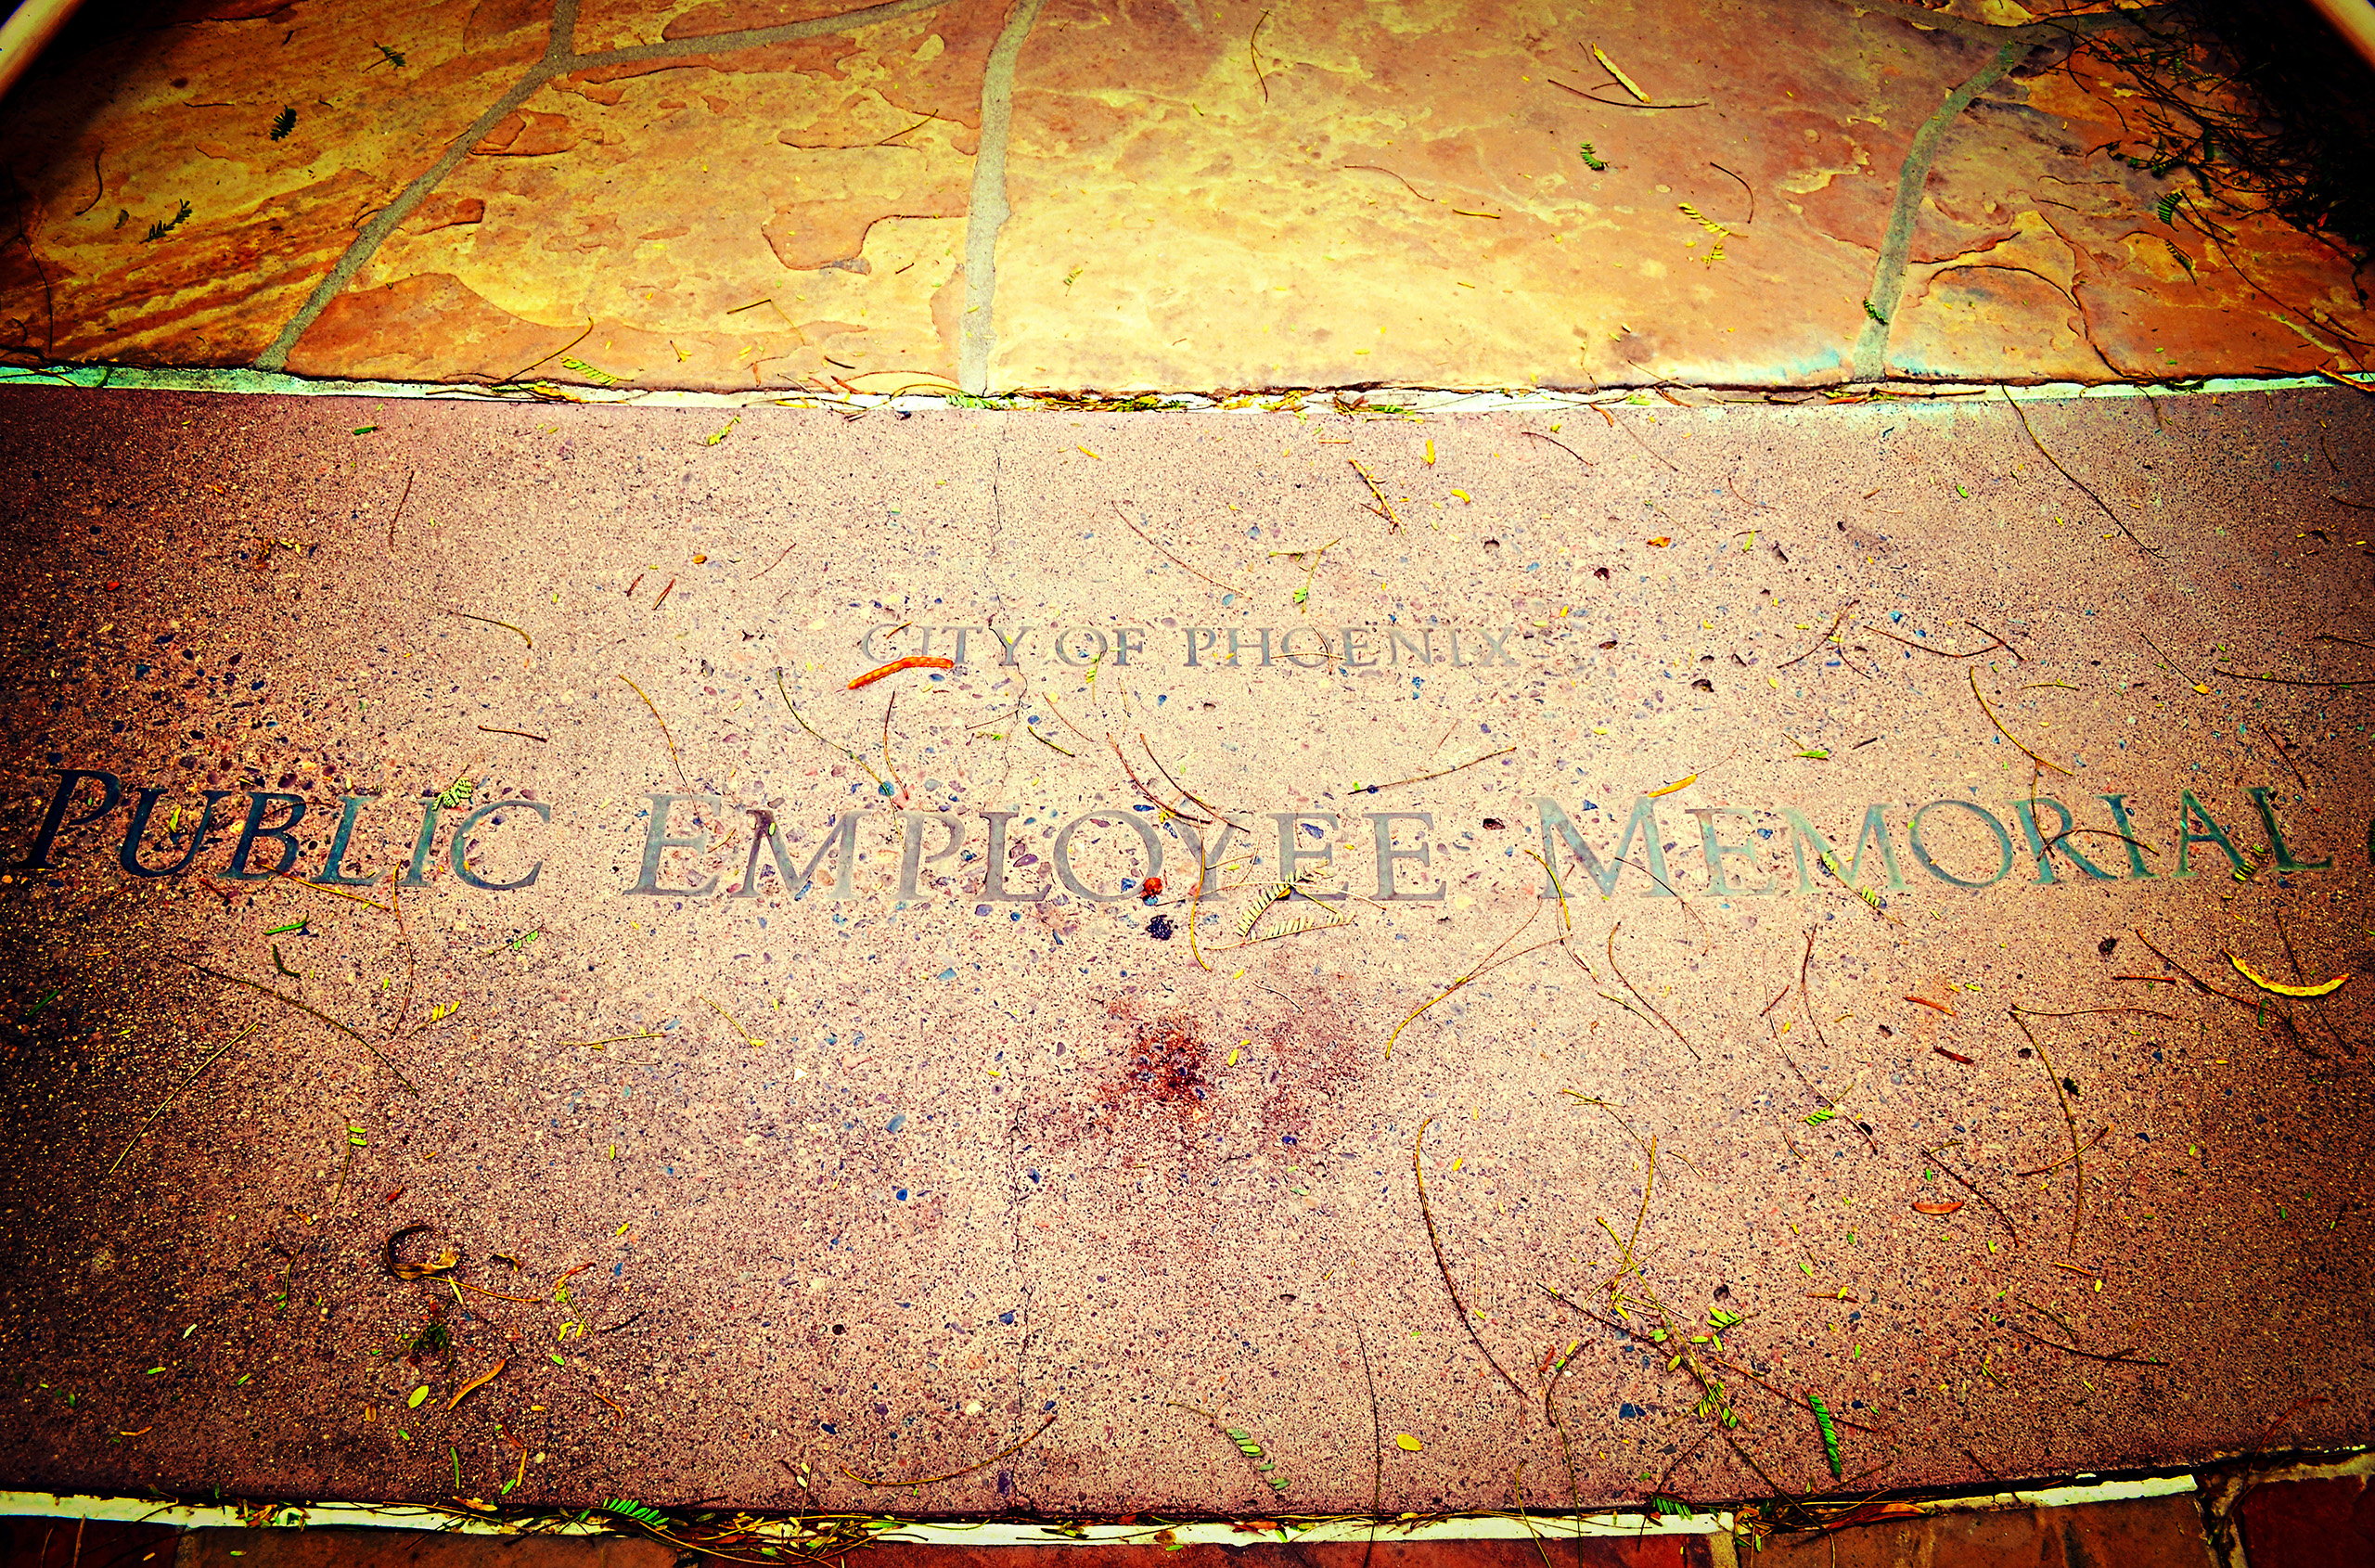 CITY OF PHOENIX
PUBLIC EMPLOYEE MEMORIAL